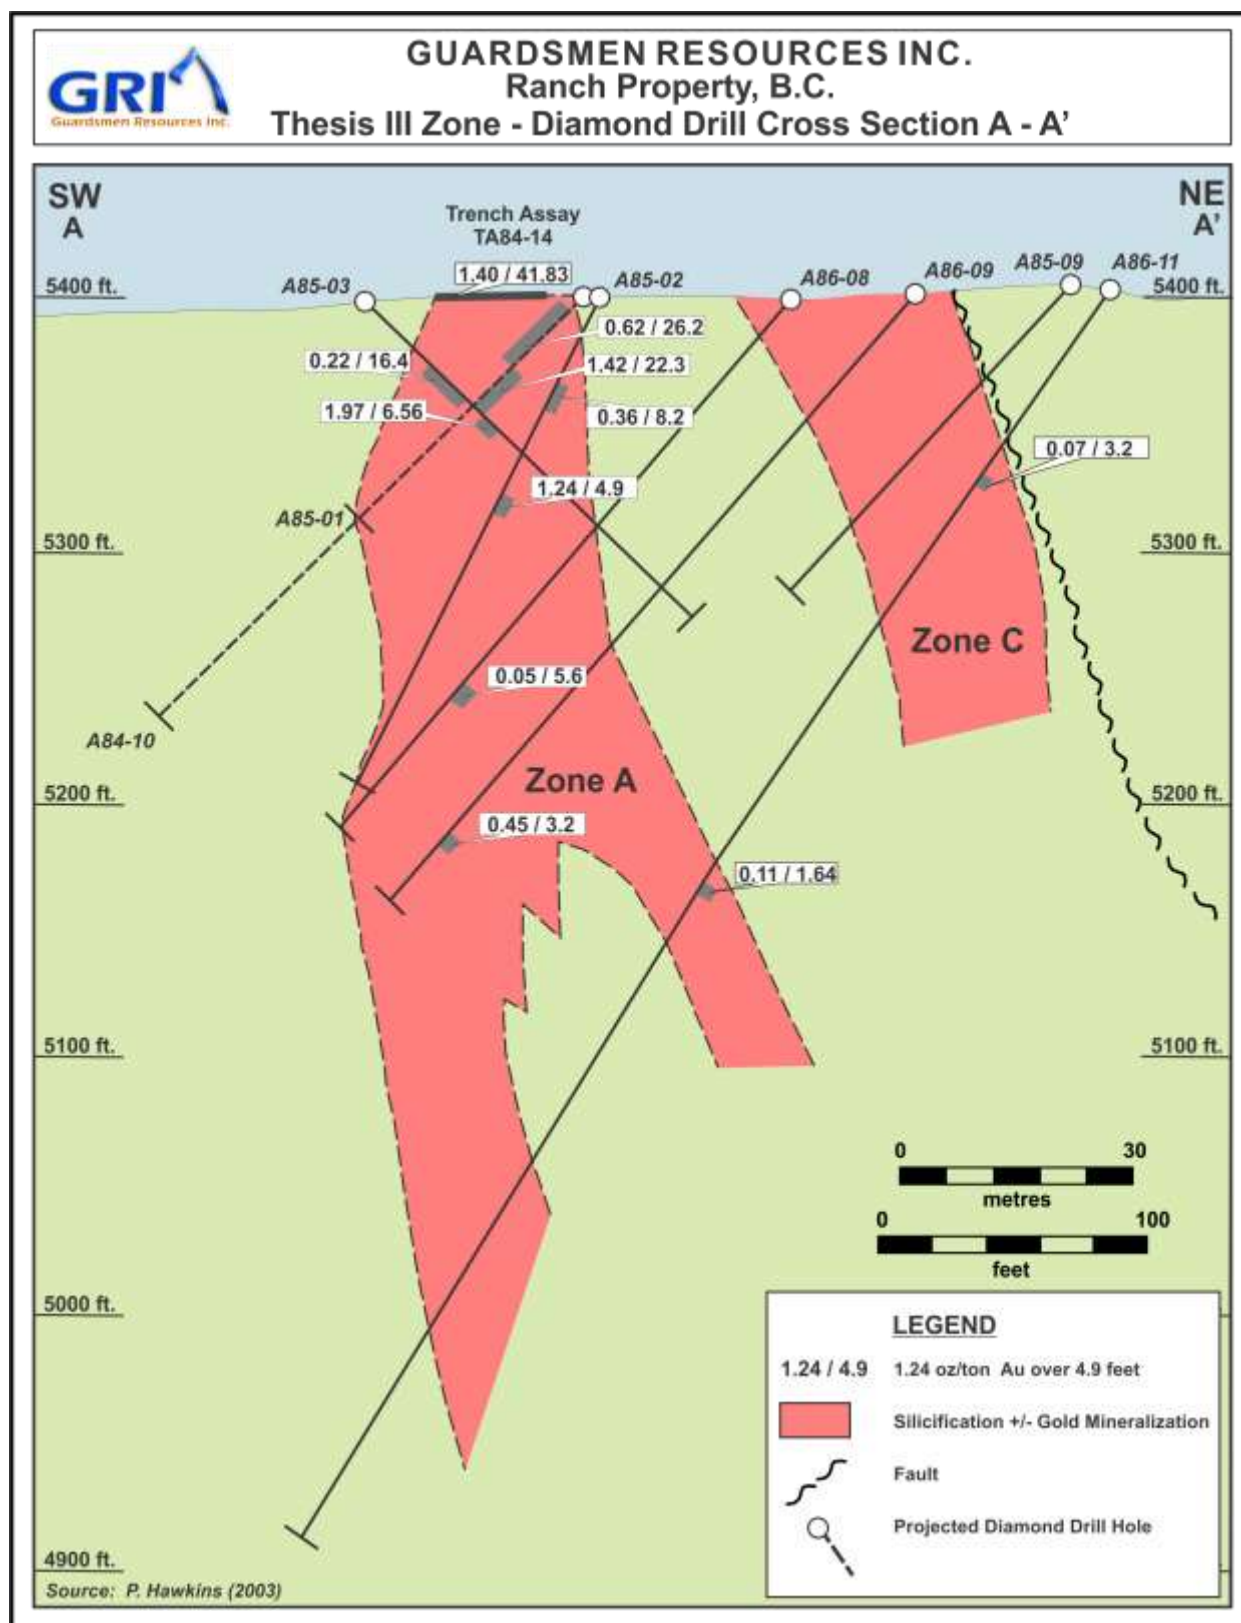 GUARDSMEN RESOURCES INC.
Ranch Property, B.C.
Thesis III Zone - Diamond Drill Cross Section A - A’
GRI
Guardsmen Resources Inc.
SW
A
NE
A’
Trench Assay
TA84-14
1.40 / 41.83
A85-03
A85-02
A86-08
A86-09
A85-09
A86-11
5400 ft.
5400 ft.
0.62 / 26.2
0.22 / 16.4
1.42 / 22.3
1.97 / 6.56
0.36 / 8.2
0.07 / 3.2
1.24 / 4.9
A85-01
5300 ft.
5300 ft.
Zone C
0.05 / 5.6
A84-10
Zone A
5200 ft.
5200 ft.
0.45 / 3.2
0.11 / 1.64
5100 ft.
5100 ft.
0 30
metres
0 100
feet
5000 ft.
LEGEND
1.24 / 4.9 1.24 oz/ton Au over 4.9 feet
Silicification +/- Gold Mineralization
Fault
Projected Diamond Drill Hole
4900 ft.
Source: P. Hawkins (2003)